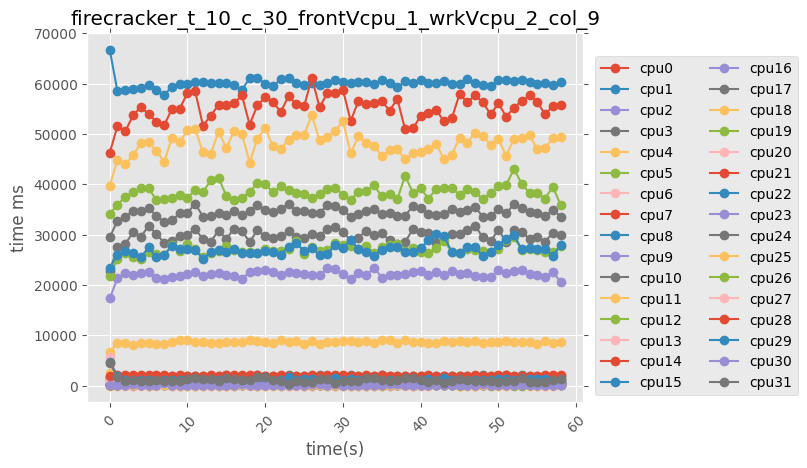 firecracker_t_10_c_30_frontVcpu_1_wrkVcpu_2_col_9
70000
60000
50000
40000
30000
20000
10000
0
time ms
0
10
20
30
40
50
60
time(s)
cpu0
cpu1
cpu2
cpu3
cpu4
cpu5
cpu6
cpu7
cpu8
cpu9
cpu10
cpu11
cpu12
cpu13
cpu14
cpu15
cpu16
cpu17
cpu18
cpu19
cpu20
cpu21
cpu22
cpu23
cpu24
cpu25
cpu26
cpu27
cpu28
cpu29
cpu30
cpu31